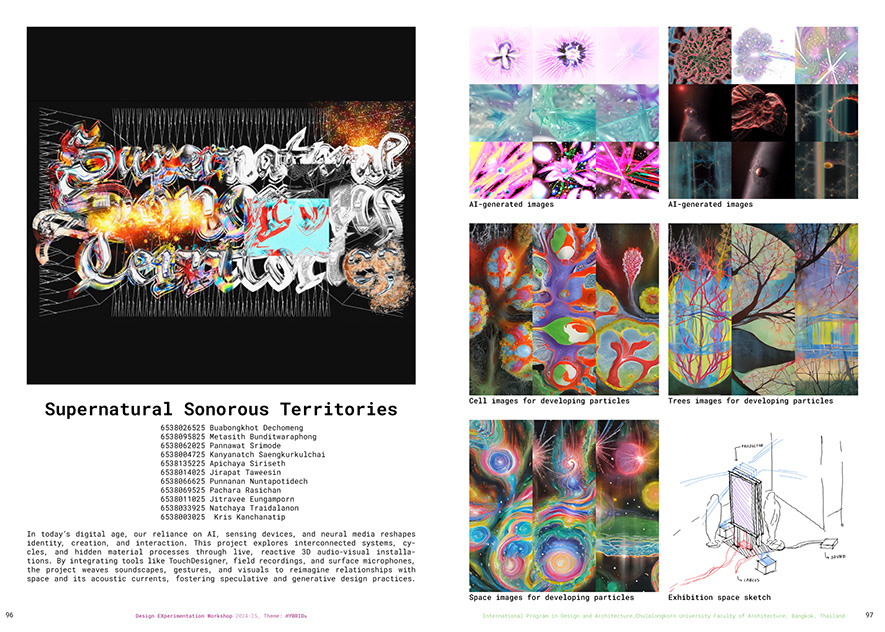 Supernatural
Sonorous
Territories
Supernatural Sonorous Territories
6538026525 Buabongkhot Dechomeng
6538095825 Metasith Bunditwaraphong
6538062025 Pannawat Srimode
6538004725 Kanyanatch Saengkurkulchai
6538135225 Apichaya Siriseth
6538014025 Jirapat Taweesin
6538066625 Punnanan Nuntapotidech
6538069525 Pachara Rasichan
6538011025 Jitravee Eungamporn
6538033925 Natchaya Traidalanon
6538003025 Kris Kanchanatip
In today's digital age, our reliance on AI, sensing devices, and neural media reshapes
identity, creation, and interaction. This project explores interconnected systems, cy-
cles, and hidden material processes through live, reactive 3D audio-visual installa-
tions. By integrating tools like TouchDesigner, field recordings, and surface microphones,
the project weaves soundscapes, gestures, and visuals to reimagine relationships with
space and its acoustic currents, fostering speculative and generative design practices.
96
Design EXperimentation Workshop 2024-25, Theme: HYBRIDs
AI-generated images
AI-generated images
Cell images for developing particles
Trees images for developing particles
PROJECTOR
SOUND
CABLES
Space images for developing particles
Exhibition space sketch
International Program in Design and Architecture,Chulalongkorn University Faculty of Architecture, Bangkok, Thailand
97